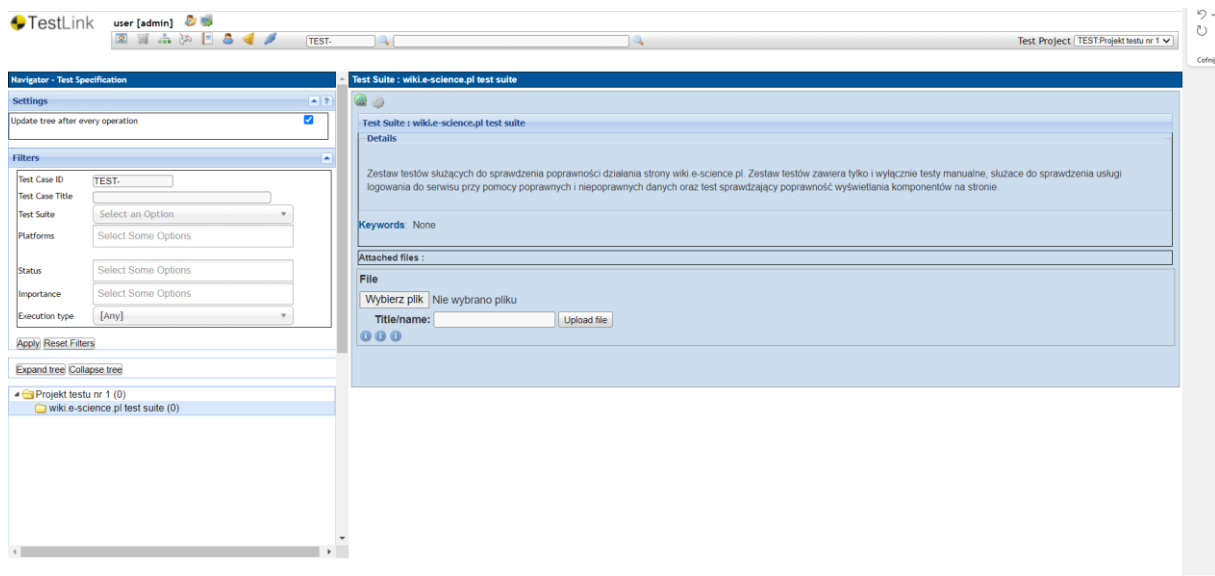 TestLink
user [admin]
TEST-
Test Project TEST:Projekt testu nr 1
Cofnij
Navigator - Test Specification
Settings
?
Update tree after every operation
Filters
Test Case ID TEST-
Test Case Title
Test Suite Select an Option
Platforms Select Some Options
Status Select Some Options
Importance Select Some Options
Execution type [Any]
Apply Reset Filters
Expand tree Collapse tree
Projekt testu nr 1 (0)
wiki.e-science.pl test suite (0)
Test Suite : wiki.e-science.pl test suite
Test Suite : wiki.e-science.pl test suite
Details
Zestaw testów służących do sprawdzenia poprawności działania strony wiki.e-science.pl. Zestaw testów zawiera tylko i wyłącznie testy manualne, służace do sprawdzenia usługi
logowania do serwisu przy pomocy poprawnych i niepoprawnych danych oraz test sprawdzający poprawność wyświetlania komponentów na stronie.
Keywords: None
Attached files :
File
Wybierz plik Nie wybrano pliku
Title/name: Upload file